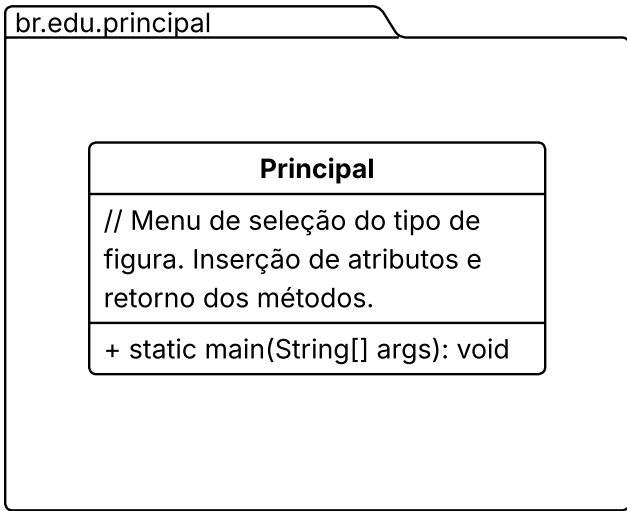 br.edu.principal
Principal
// Menu de seleção do tipo de
figura. Inserção de atributos e
retorno dos métodos.
+ static main(String[] args): void